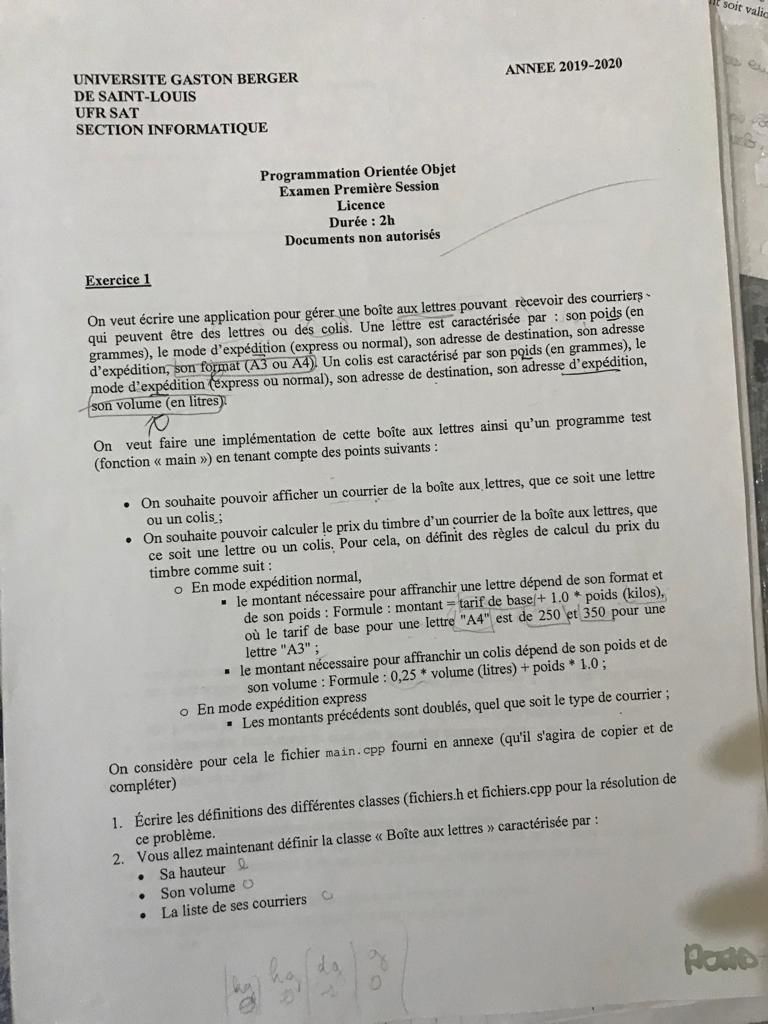 t soit valid
UNIVERSITE GASTON BERGER
DE SAINT-LOUIS
UFR SAT
SECTION INFORMATIQUE
ANNEE 2019-2020
Programmation Orientée Objet
Examen Première Session
Licence
Durée : 2h
Documents non autorisés
Exercice 1
On veut écrire une application pour gérer une boîte aux lettres pouvant recevoir des courriers
qui peuvent être des lettres ou des colis. Une lettre est caractérisée par : son poids (en
grammes), le mode d'expédition (express ou normal), son adresse de destination, son adresse
d'expédition, son format (A3 ou A4). Un colis est caractérisé par son poids (en grammes), le
mode d'expédition (express ou normal), son adresse de destination, son adresse d'expédition,
son volume (en litres).
On veut faire une implémentation de cette boîte aux lettres ainsi qu'un programme test
(fonction « main ») en tenant compte des points suivants :
• On souhaite pouvoir afficher un courrier de la boîte aux lettres, que ce soit une lettre
ou un colis ;
• On souhaite pouvoir calculer le prix du timbre d'un courrier de la boîte aux lettres, que
ce soit une lettre ou un colis. Pour cela, on définit des règles de calcul du prix du
timbre comme suit :
o En mode expédition normal,
▪ le montant nécessaire pour affranchir une lettre dépend de son format et
de son poids : Formule : montant = tarif de base + 1.0 * poids (kilos),
où le tarif de base pour une lettre "A4" est de 250 et 350 pour une
lettre "A3" ;
▪ le montant nécessaire pour affranchir un colis dépend de son poids et de
son volume : Formule : 0,25 * volume (litres) + poids * 1.0 ;
o En mode expédition express
▪ Les montants précédents sont doublés, quel que soit le type de courrier ;
On considère pour cela le fichier main.cpp fourni en annexe (qu'il s'agira de copier et de
compléter)
1. Écrire les définitions des différentes classes (fichiers.h et fichiers.cpp pour la résolution de
ce problème.
2. Vous allez maintenant définir la classe « Boîte aux lettres » caractérisée par :
• Sa hauteur
• Son volume
• La liste de ses courriers
kg hg dg g